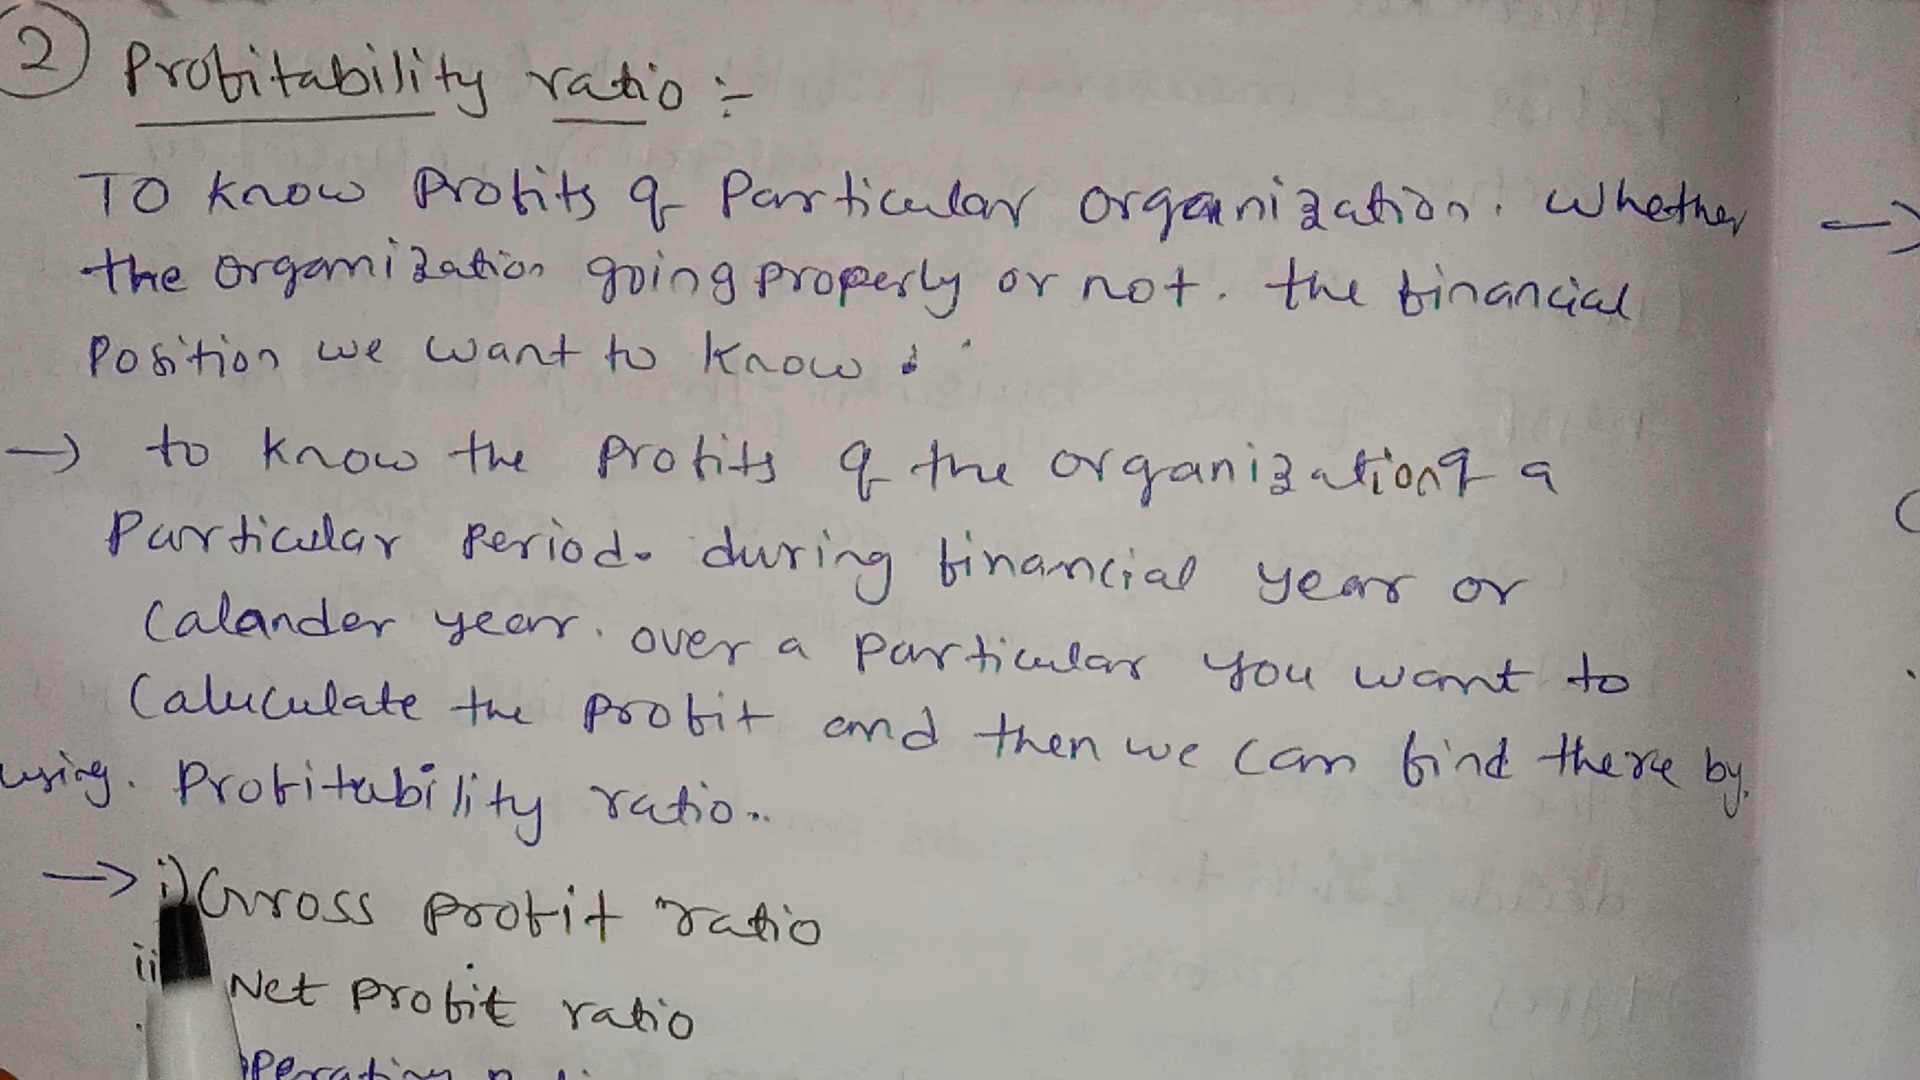 2 Profitability ratio :-
To know Profits of Particular organization. Whether
the organization going properly or not. the financial
Position we want to know.
→ to know the Profits of the organization of a
Particular Period. during financial year or
Calander year. over a particular you want to
Caluculate the profit and then we can find there by.
using. Profitability ratio..
→ i) Gross profit ratio
ii Net profit ratio